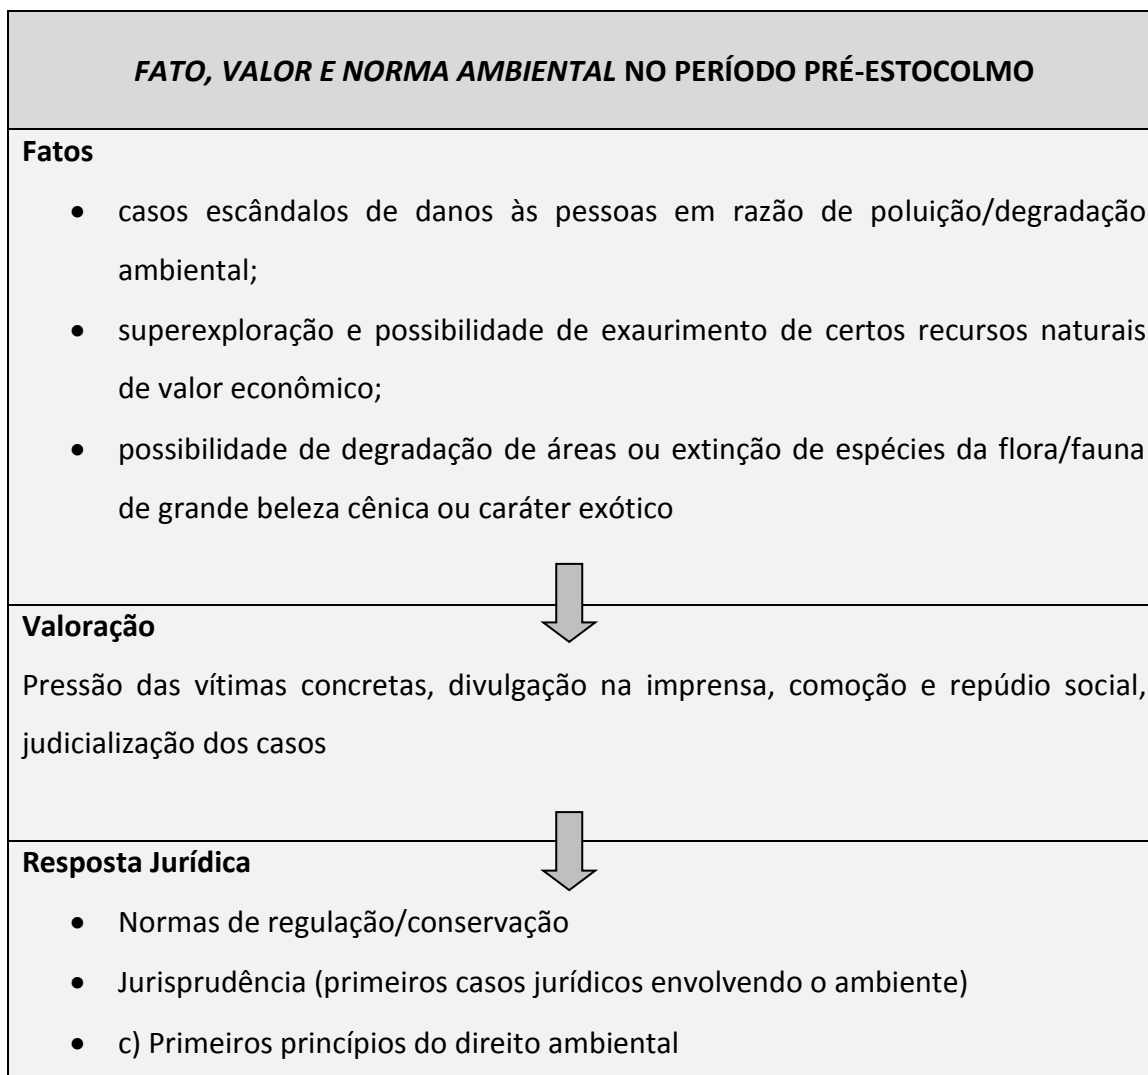 FATO, VALOR E NORMA AMBIENTAL NO PERÍODO PRÉ-ESTOCOLMO
Fatos
• casos escândalos de danos às pessoas em razão de poluição/degradação
ambiental;
• superexploração e possibilidade de exaurimento de certos recursos naturais
de valor econômico;
• possibilidade de degradação de áreas ou extinção de espécies da flora/fauna
de grande beleza cênica ou caráter exótico
Valoração
Pressão das vítimas concretas, divulgação na imprensa, comoção e repúdio social,
judicialização dos casos
Resposta Jurídica
• Normas de regulação/conservação
• Jurisprudência (primeiros casos jurídicos envolvendo o ambiente)
• c) Primeiros princípios do direito ambiental